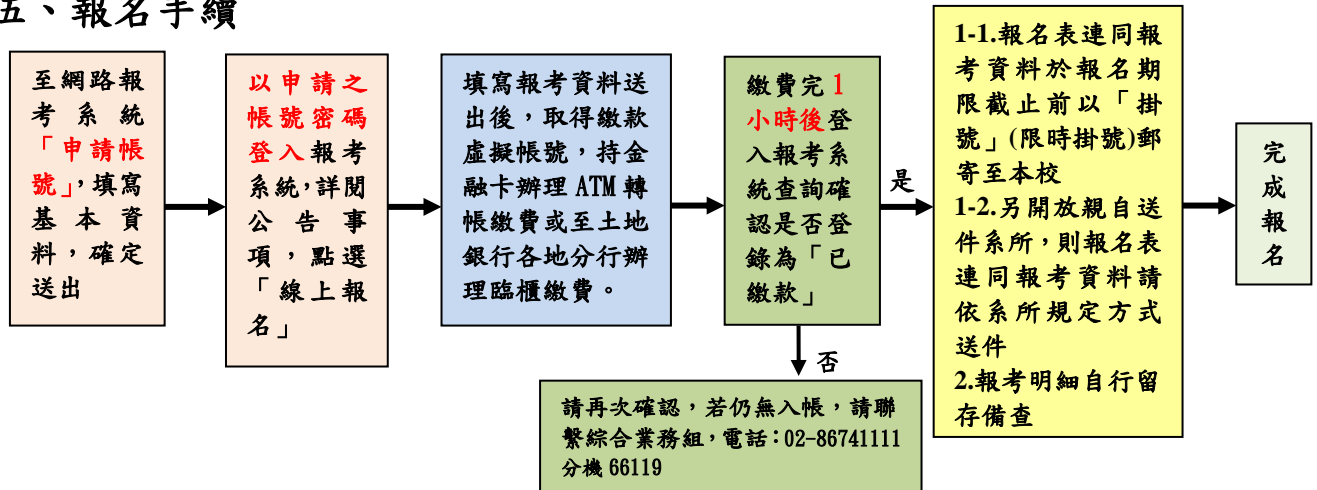 五、報名手續
至網路報
考系統
「申請帳
號」，填寫
基本資
料，確定
送出
以申請之
帳號密碼
登入報考
系統，詳閱
公告事
項，點選
「線上報
名」
填寫報考資料送
出後，取得繳款
虛擬帳號，持金
融卡辦理 ATM 轉
帳繳費或至土地
銀行各地分行辦
理臨櫃繳費。
繳費完 1
小時後登
入報考系
統查詢確
認是否登
錄為「已
繳款」
是
否
請再次確認，若仍無入帳，請聯
繫綜合業務組，電話：02-86741111
分機 66119
1-1.報名表連同報
考資料於報名期
限截止前以「掛
號」(限時掛號)郵
寄至本校
1-2.另開放親自送
件系所，則報名表
連同報考資料請
依系所規定方式
送件
2.報考明細自行留
存備查
完
成
報
名